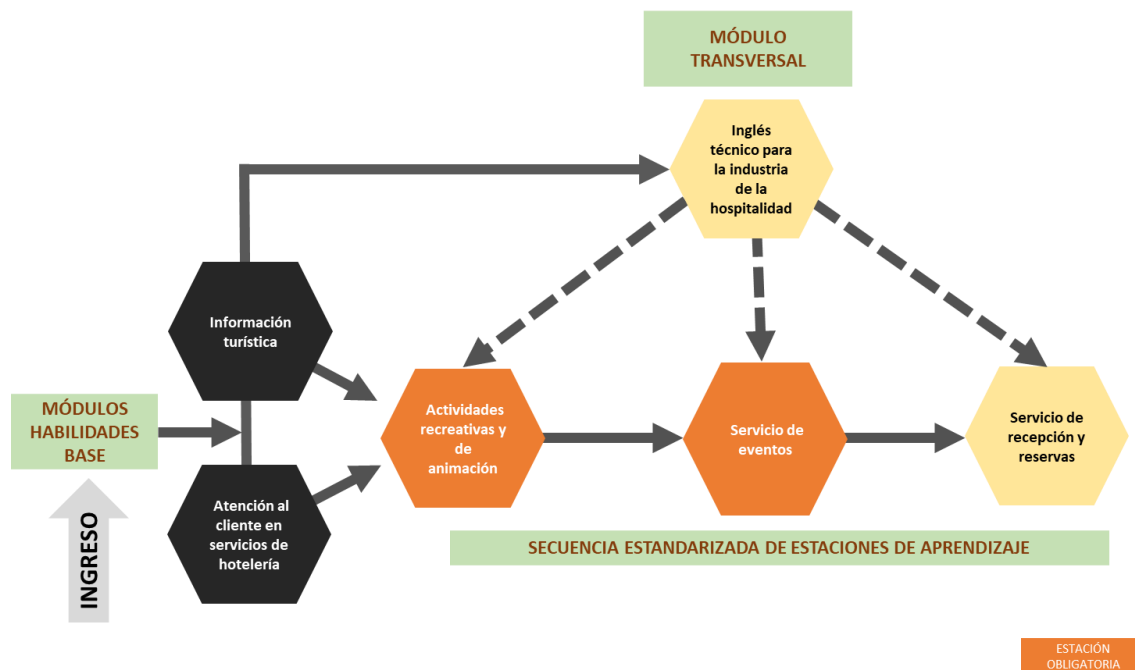 MÓDULO
TRANSVERSAL
Inglés
técnico para
la industria
de la
hospitalidad
Información
turística
MÓDULOS
HABILIDADES
BASE
Actividades
recreativas y
de
animación
Servicio de
eventos
Servicio de
recepción y
reservas
Atención al
cliente en
servicios de
hotelería
INGRESO
SECUENCIA ESTANDARIZADA DE ESTACIONES DE APRENDIZAJE
ESTACIÓN
OBLIGATORIA